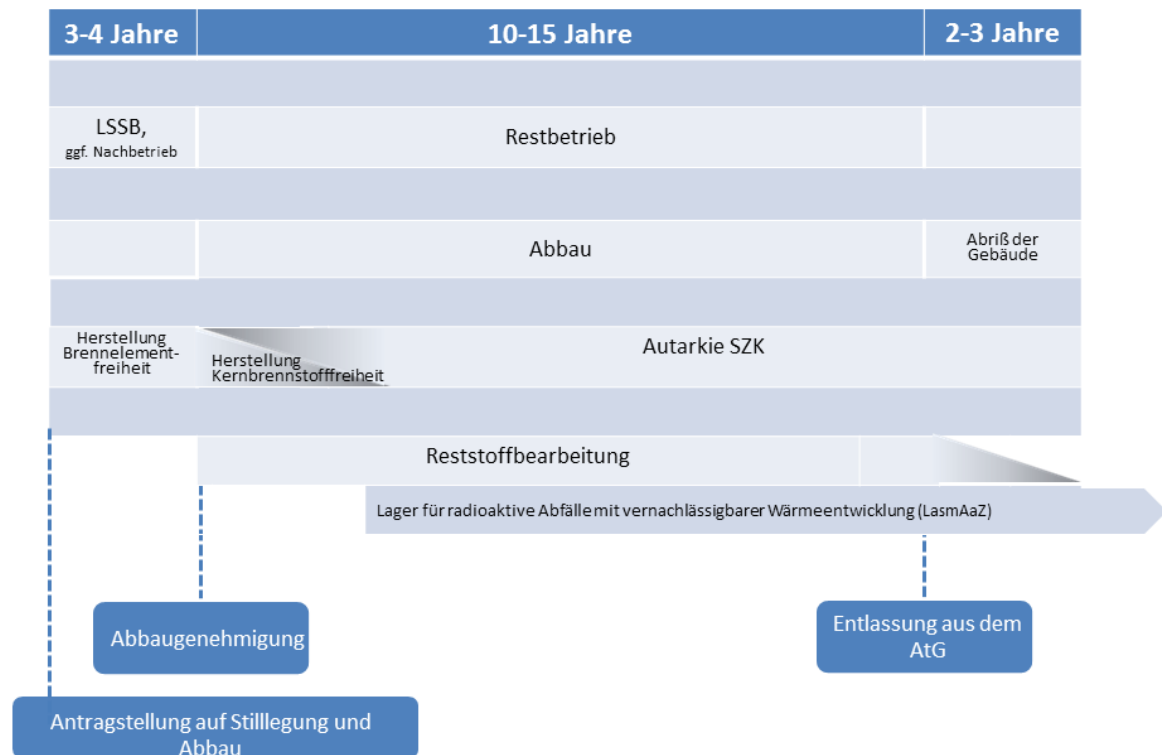 3-4 Jahre
10-15 Jahre
2-3 Jahre
LSSB,
ggf. Nachbetrieb
Restbetrieb
Abbau
Abriß der
Gebäude
Herstellung
Brennelement-
freiheit
Herstellung
Kernbrennstofffreiheit
Autarkie SZK
Reststoffbearbeitung
Lager für radioaktive Abfälle mit vernachlässigbarer Wärmeentwicklung (LasmAaZ)
Abbaugenehmigung
Entlassung aus dem
AtG
Antragstellung auf Stilllegung und
Abbau